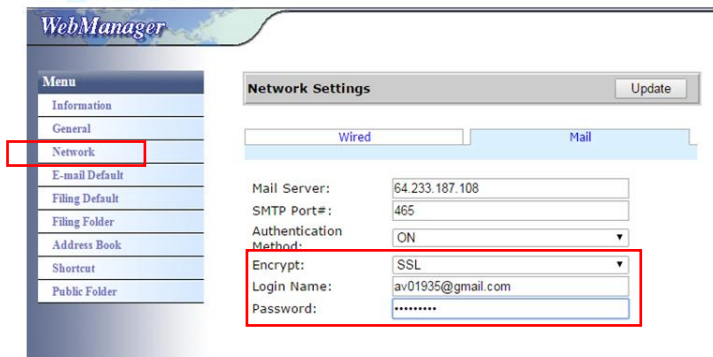 WebManager
Menu
Information
General
Network
E-mail Default
Filing Default
Filing Folder
Address Book
Shortcut
Public Folder
Network Settings
Update
Wired
Mail
Mail Server: 64.233.187.108
SMTP Port#: 465
Authentication Method: ON
Encrypt: SSL
Login Name: av01935@gmail.com
Password: •••••••••